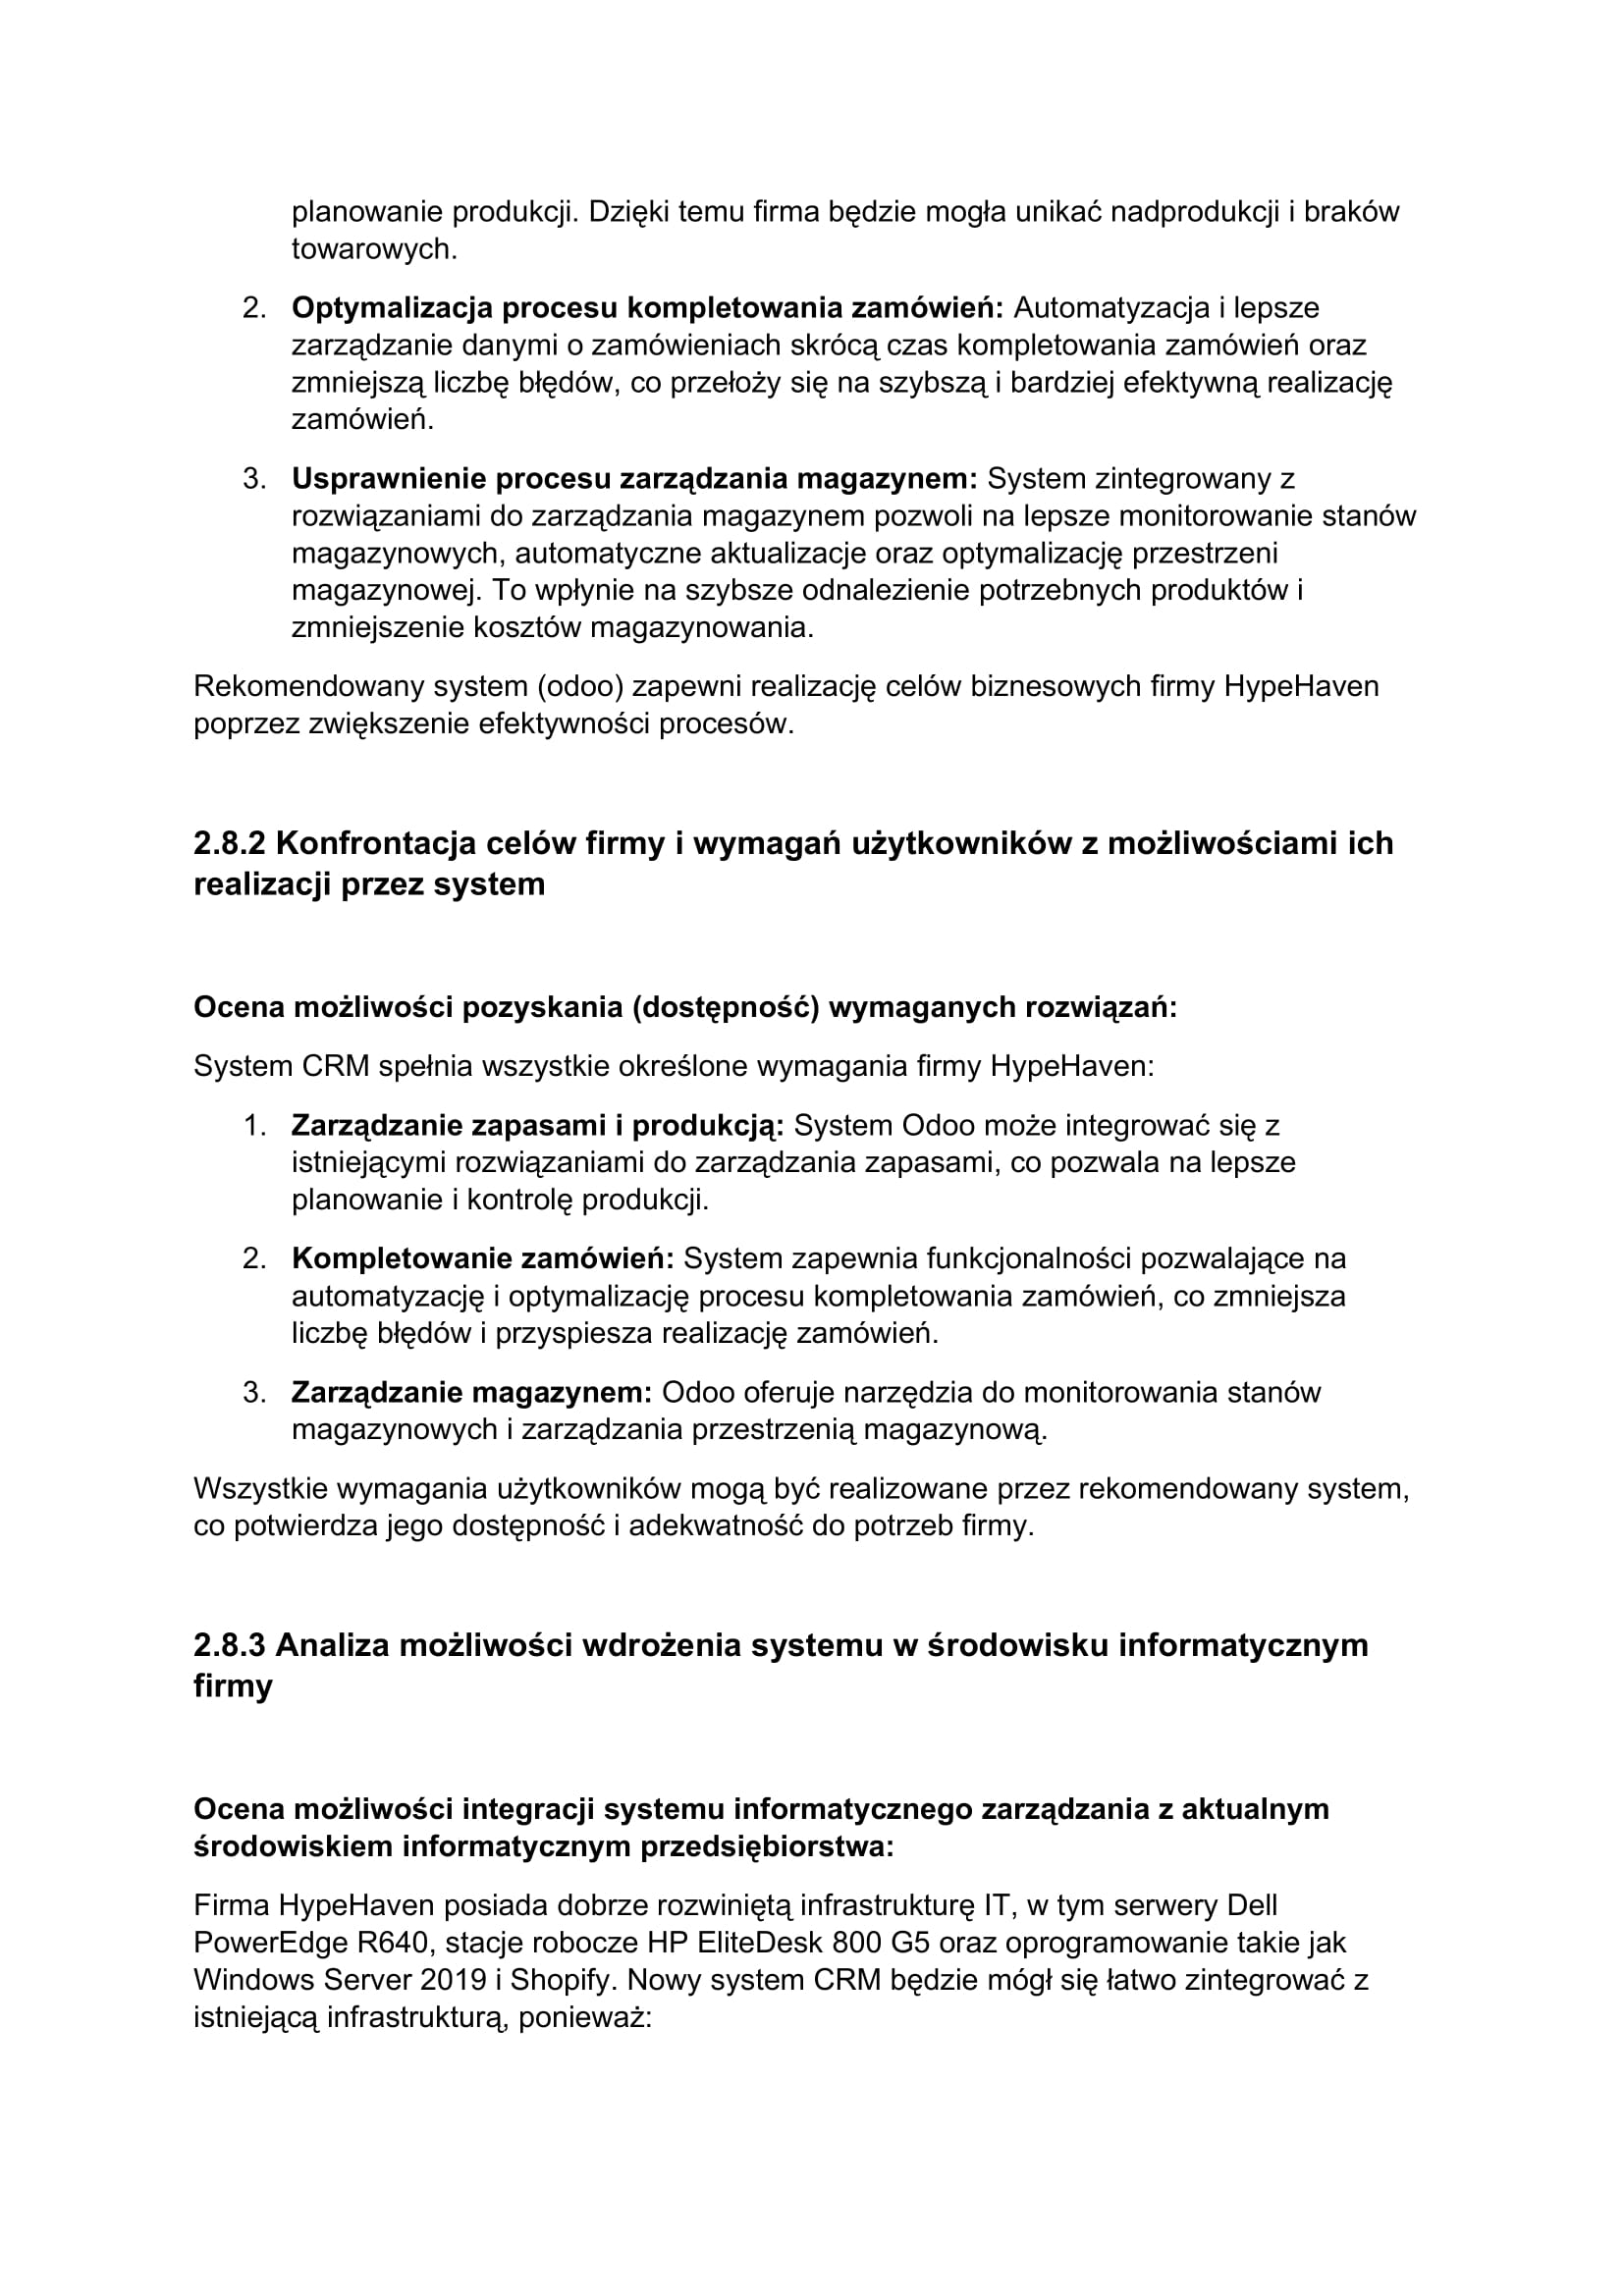 planowanie produkcji. Dzięki temu firma będzie mogła unikać nadprodukcji i braków
towarowych.
2. Optymalizacja procesu kompletowania zamówień: Automatyzacja i lepsze
zarządzanie danymi o zamówieniach skrócą czas kompletowania zamówień oraz
zmniejszą liczbę błędów, co przełoży się na szybszą i bardziej efektywną realizację
zamówień.
3. Usprawnienie procesu zarządzania magazynem: System zintegrowany z
rozwiązaniami do zarządzania magazynem pozwoli na lepsze monitorowanie stanów
magazynowych, automatyczne aktualizacje oraz optymalizację przestrzeni
magazynowej. To wpłynie na szybsze odnalezienie potrzebnych produktów i
zmniejszenie kosztów magazynowania.
Rekomendowany system (odoo) zapewni realizację celów biznesowych firmy HypeHaven
poprzez zwiększenie efektywności procesów.
2.8.2 Konfrontacja celów firmy i wymagań użytkowników z możliwościami ich
realizacji przez system
Ocena możliwości pozyskania (dostępność) wymaganych rozwiązań:
System CRM spełnia wszystkie określone wymagania firmy HypeHaven:
1. Zarządzanie zapasami i produkcją: System Odoo może integrować się z
istniejącymi rozwiązaniami do zarządzania zapasami, co pozwala na lepsze
planowanie i kontrolę produkcji.
2. Kompletowanie zamówień: System zapewnia funkcjonalności pozwalające na
automatyzację i optymalizację procesu kompletowania zamówień, co zmniejsza
liczbę błędów i przyspiesza realizację zamówień.
3. Zarządzanie magazynem: Odoo oferuje narzędzia do monitorowania stanów
magazynowych i zarządzania przestrzenią magazynową.
Wszystkie wymagania użytkowników mogą być realizowane przez rekomendowany system,
co potwierdza jego dostępność i adekwatność do potrzeb firmy.
2.8.3 Analiza możliwości wdrożenia systemu w środowisku informatycznym
firmy
Ocena możliwości integracji systemu informatycznego zarządzania z aktualnym
środowiskiem informatycznym przedsiębiorstwa:
Firma HypeHaven posiada dobrze rozwiniętą infrastrukturę IT, w tym serwery Dell
PowerEdge R640, stacje robocze HP EliteDesk 800 G5 oraz oprogramowanie takie jak
Windows Server 2019 i Shopify. Nowy system CRM będzie mógł się łatwo zintegrować z
istniejącą infrastrukturą, ponieważ: